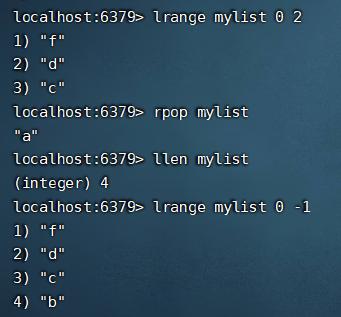 localhost:6379> lrange mylist 0 2
1) "f"
2) "d"
3) "c"
localhost:6379> rpop mylist
"a"
localhost:6379> llen mylist
(integer) 4
localhost:6379> lrange mylist 0 -1
1) "f"
2) "d"
3) "c"
4) "b"